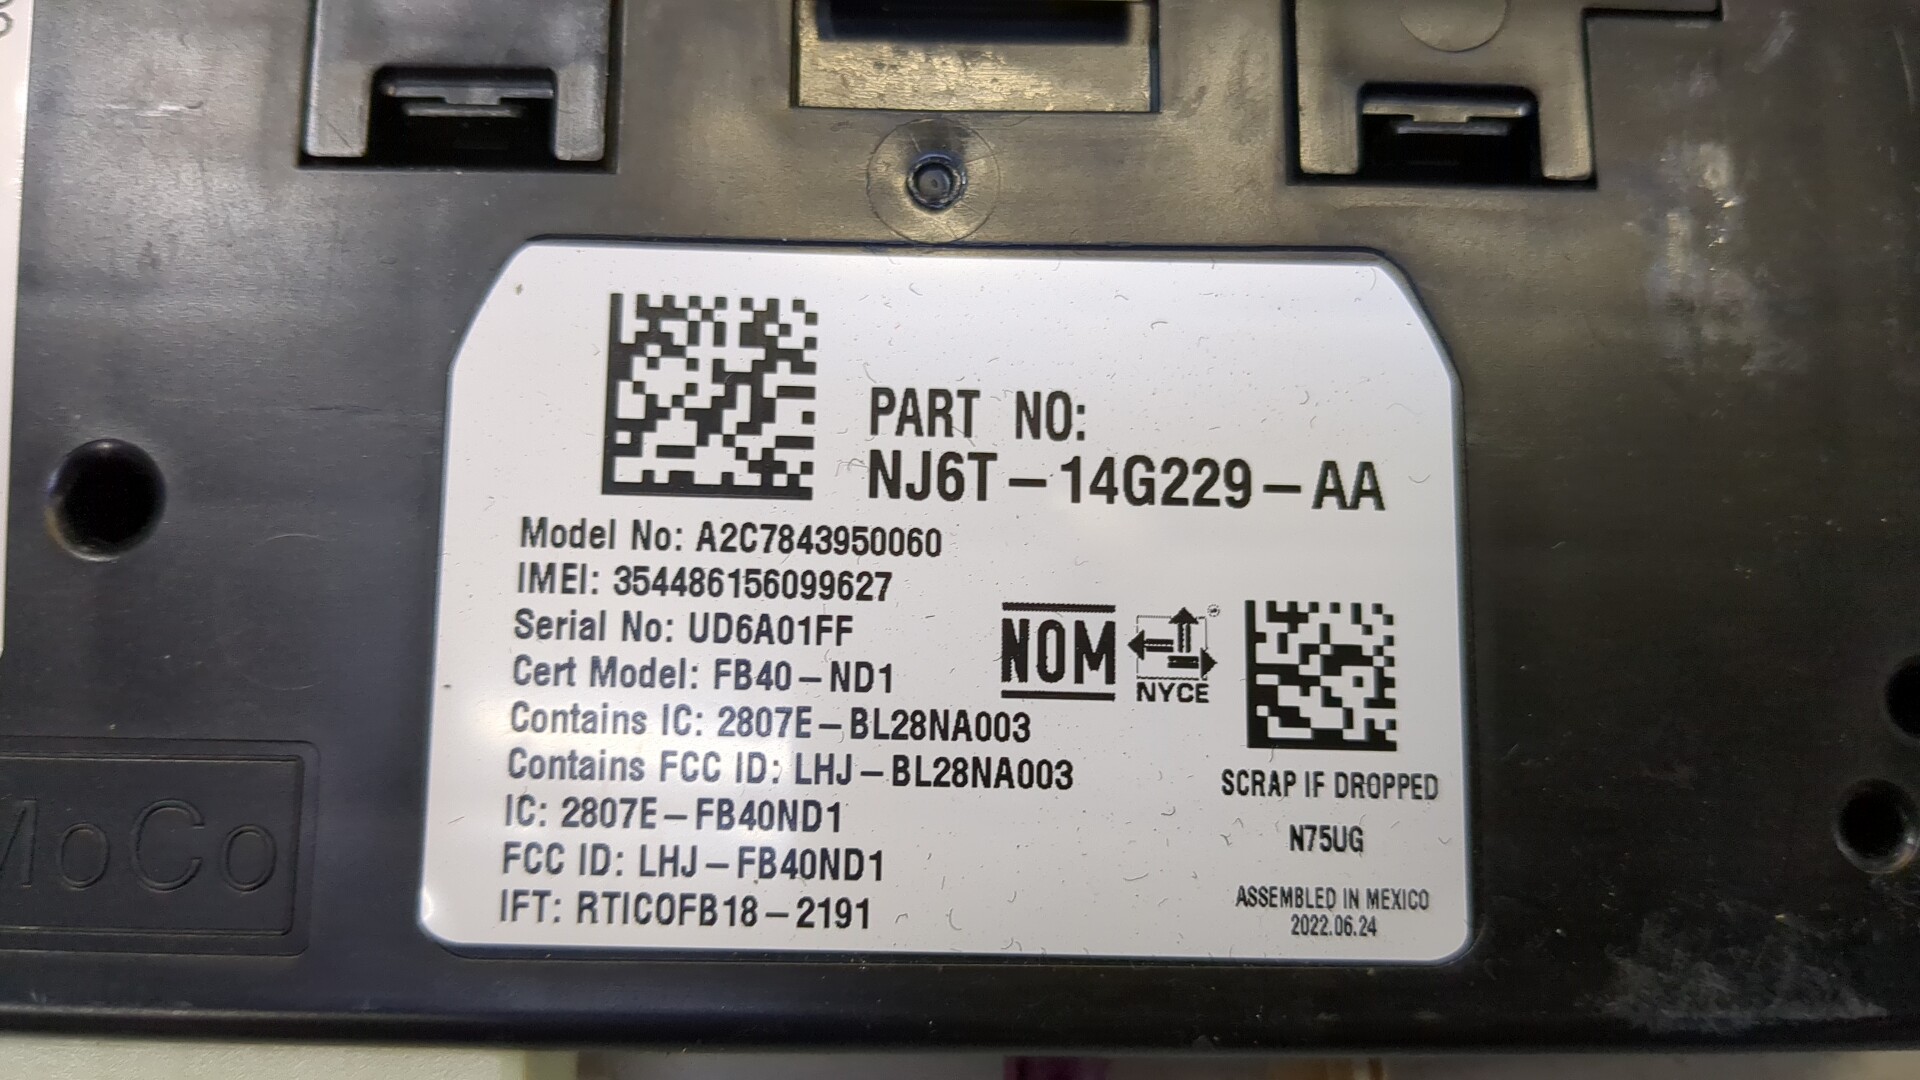 PART NO:
NJ6T-14G229-AA
Model No: A2C7843950060
IMEI: 354486156099627
Serial No: UD6A01FF
Cert Model: FB40-ND1
Contains IC: 2807E-BL28NA003
Contains FCC ID: LHJ-BL28NA003
IC: 2807E-FB40ND1
FCC ID: LHJ-FB40ND1
IFT: RTICOFB18-2191
NOM
NYCE
SCRAP IF DROPPED
N75UG
ASSEMBLED IN MEXICO
2022.06.24
MoCo